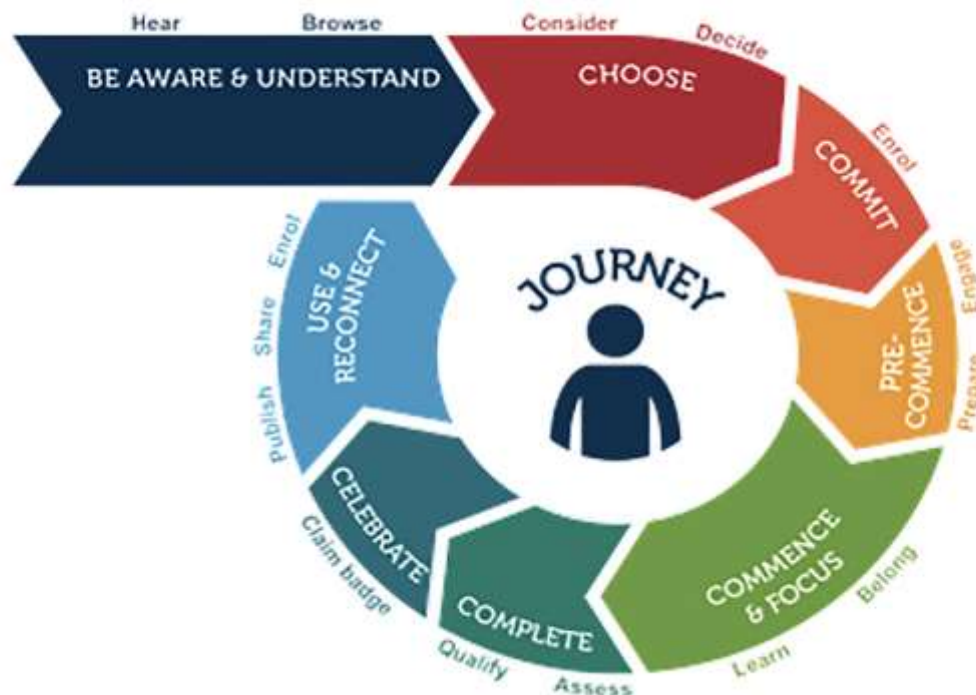 Hear
Browse
BE AWARE & UNDERSTAND
Consider
Decide
CHOOSE
Enrol
COMMIT
Engage
Prepare
PRE-
COMMENCE
Belong
Learn
COMMENCE
& FOCUS
Assess
Qualify
COMPLETE
Claim badge
CELEBRATE
Publish
Share
Enrol
USE &
RECONNECT
JOURNEY